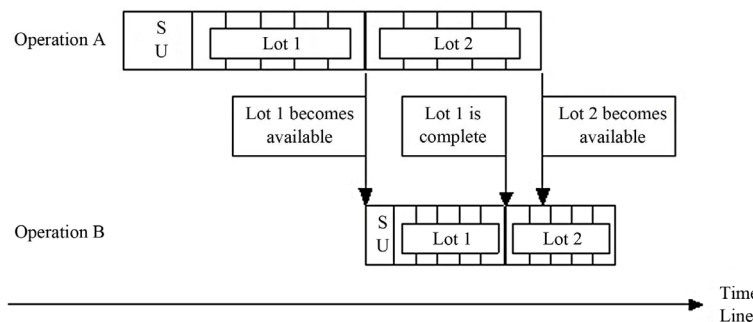 Operation A
S
U
Lot 1
Lot 2
Lot 1 becomes
available
Lot 1 is
complete
Lot 2 becomes
available
Operation B
S
U
Lot 1
Lot 2
Time
Line